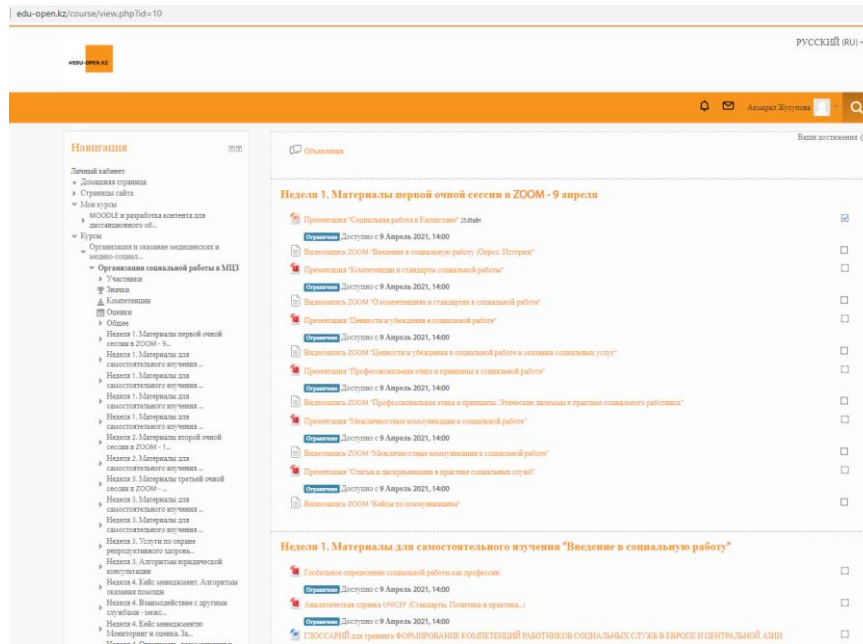 edu-open.kz/course/view.php?id=10
РУССКИЙ (RU)
#EDU-OPEN.KZ
Акмарал Жузупова
Навигация
Личный кабинет
Домашняя страница
Страницы сайта
Мои курсы
MOODLE и разработка контента для
дистанционного об...
Курсы
Организация и оказание медицинских и
медико-социал...
Организация социальной работы в МЦЗ
Участники
Значки
Компетенции
Оценки
Общее
Неделя 1. Материалы первой очной
сессии в ZOOM - 9...
Неделя 1. Материалы для
самостоятельного изучения ...
Неделя 1. Материалы для
самостоятельного изучения ...
Неделя 1. Материалы для
самостоятельного изучения ...
Неделя 2. Материалы второй очной
сессии в ZOOM - 1...
Неделя 2. Материалы для
самостоятельного изучения ...
Неделя 3. Материалы третьей очной
сессии в ZOOM - ...
Неделя 3. Материалы для
самостоятельного изучения ...
Неделя 3. Материалы для
самостоятельного изучения ...
Неделя 3. Услуги по охране
репродуктивного здоровь...
Неделя 3. Алгоритмы юридической
консультации
Неделя 4. Кейс менеджмент. Алгоритмы
оказания помощи
Неделя 4. Взаимодействие с другими
службами - межс...
Неделя 4. Кейс менеджментю
Мониторинг и оценка. За...
Ваши достижения
Объявления
Неделя 1. Материалы первой очной сессии в ZOOM - 9 апреля
Презентация "Социальная работа в Казахстане"
Ограничено Доступно с 9 Апрель 2021, 14:00
Видеозапись ZOOM "Введение в социальную работу (Опрос. История)"
Презентация "Компетенции и стандарты социальной работы"
Ограничено Доступно с 9 Апрель 2021, 14:00
Видеозапись ZOOM "О компетенциях и стандартах в социальной работе"
Презентация "Ценности и убеждения в социальной работе"
Ограничено Доступно с 9 Апрель 2021, 14:00
Видеозапись ZOOM "Ценности и убеждения в социальной работе и оказании социальных услуг"
Презентация "Профессиональная этика и принципы в социальной работе"
Ограничено Доступно с 9 Апрель 2021, 14:00
Видеозапись ZOOM "Профессиональная этика и принципы. Этические дилеммы в практике социального работника"
Презентация "Межличностные коммуникации в социальной работе"
Ограничено Доступно с 9 Апрель 2021, 14:00
Видеозапись ZOOM "Межличностные коммуникации в социальной работе"
Презентация "Стигма и дискриминация в практике социальных служб"
Ограничено Доступно с 9 Апрель 2021, 14:00
Видеозапись ZOOM "Кейсы по коммуникациям"
Неделя 1. Материалы для самостоятельного изучения "Введение в социальную работу"
Глобальное определение социальной работы как профессии
Ограничено Доступно с 9 Апрель 2021, 14:00
Аналитическая справка UNICEF (Стандарты, Политика и практика...)
Ограничено Доступно с 9 Апрель 2021, 14:00
ГЛОССАРИЙ для тренинга ФОРМИРОВАНИЕ КОМПЕТЕНЦИЙ РАБОТНИКОВ СОЦИАЛЬНЫХ СЛУЖБ В ЕВРОПЕ И ЦЕНТРАЛЬНОЙ АЗИИ